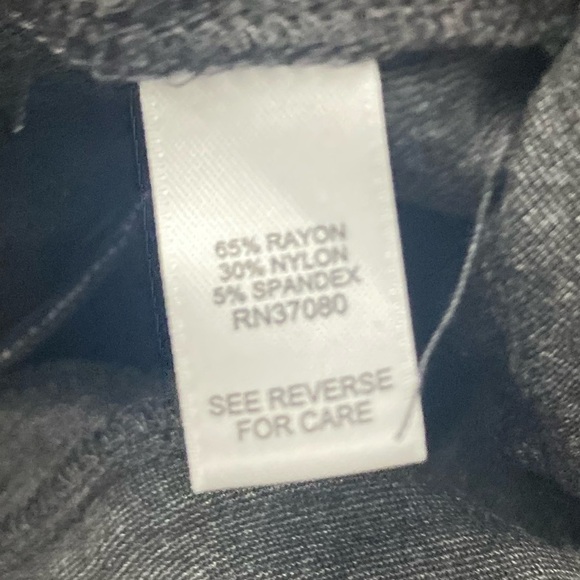 65% RAYON
30% NYLON
5% SPANDEX
RN37080
SEE REVERSE
FOR CARE